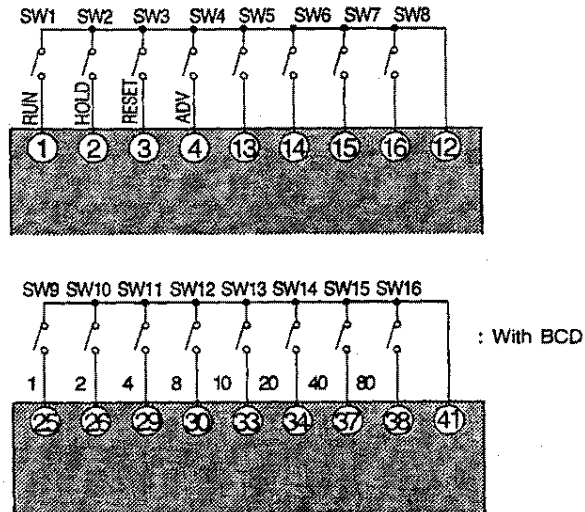 SW1 SW2 SW3 SW4 SW5 SW6 SW7 SW8
RUN HOLD RESET ADV
1 2 3 4 13 14 15 16 12
SW9 SW10 SW11 SW12 SW13 SW14 SW15 SW16
: With BCD
1 2 4 8 10 20 40 80
25 26 29 30 33 34 37 38 41